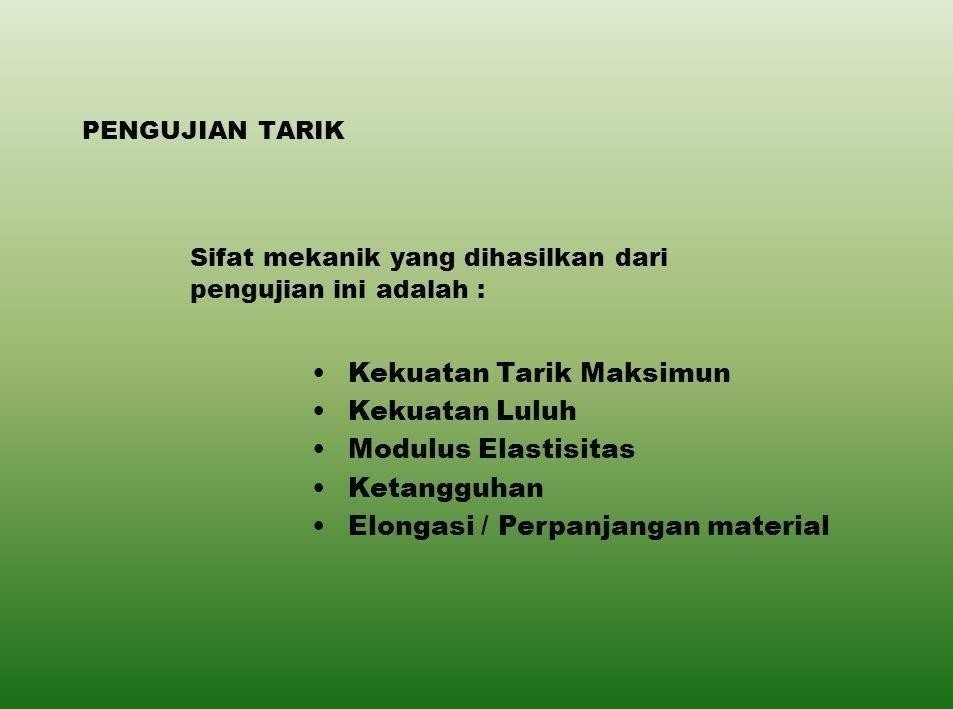 PENGUJIAN TARIK
Sifat mekanik yang dihasilkan dari
pengujian ini adalah :
• Kekuatan Tarik Maksimun
• Kekuatan Luluh
• Modulus Elastisitas
• Ketangguhan
• Elongasi / Perpanjangan material